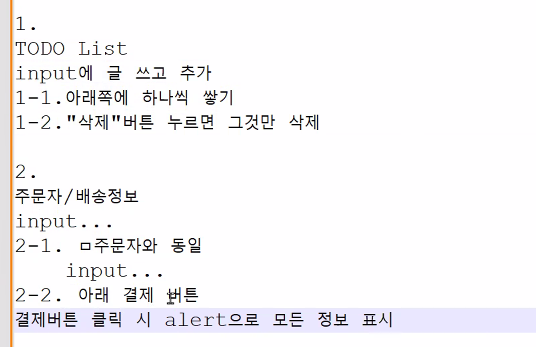 1.
TODO List
input에 글 쓰고 추가
1-1.아래쪽에 하나씩 쌓기
1-2."삭제"버튼 누르면 그것만 삭제
2.
주문자/배송정보
input...
2-1. ㅁ주문자와 동일
input...
2-2. 아래 결제 버튼
결제버튼 클릭 시 alert으로 모든 정보 표시